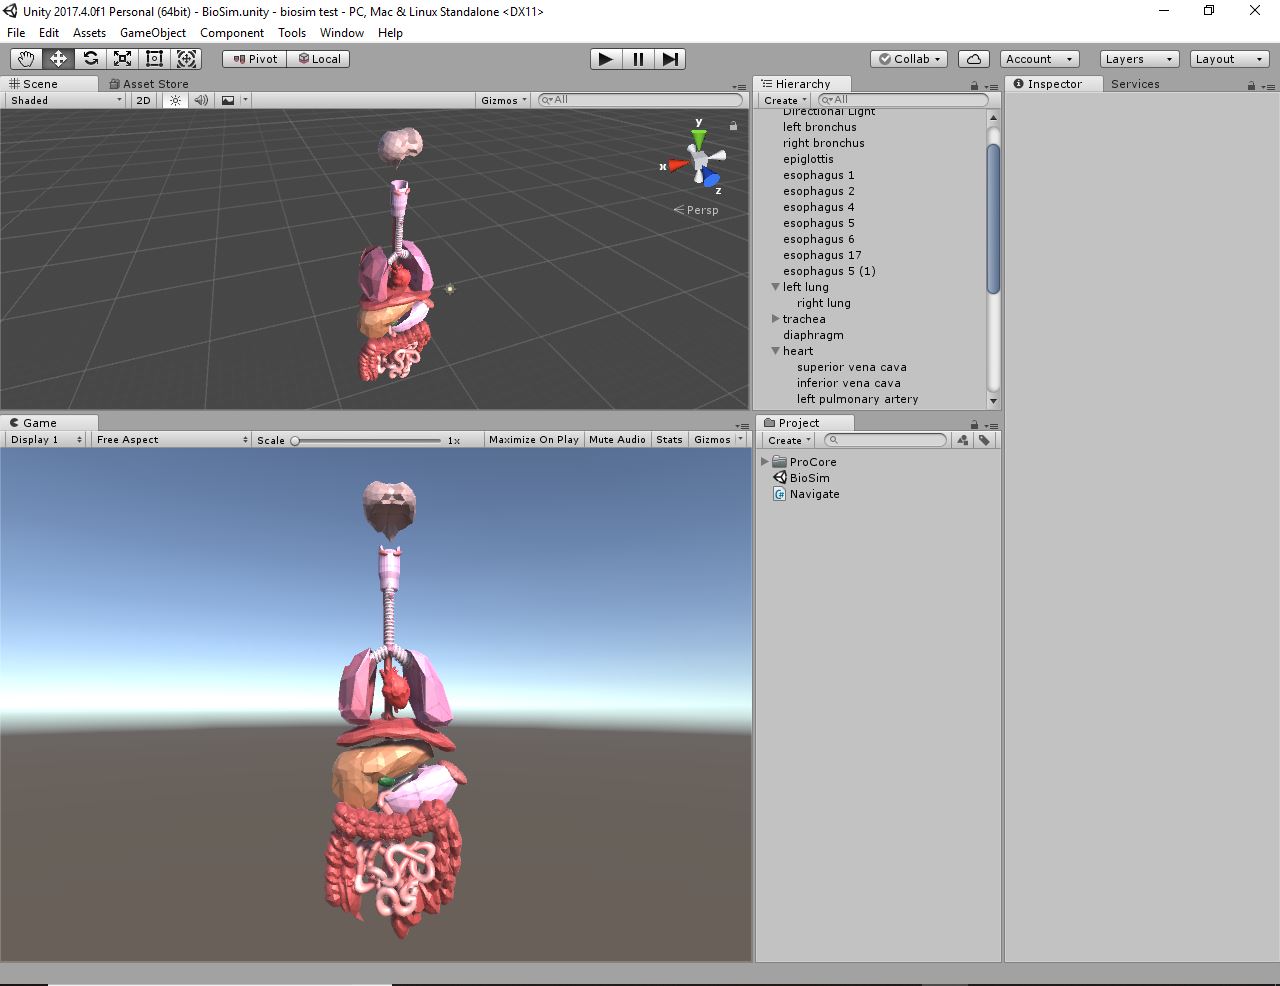 Unity 2017.4.0f1 Personal (64bit) - BioSim.unity - biosim test - PC, Mac & Linux Standalone <DX11>
File Edit Assets GameObject Component Tools Window Help
Pivot Local Collab Account Layers Layout
Scene Asset Store
Shaded 2D Gizmos All
y
x
z
Persp
Hierarchy
Create All
Directional Light
left bronchus
right bronchus
epiglottis
esophagus 1
esophagus 2
esophagus 4
esophagus 5
esophagus 6
esophagus 17
esophagus 5 (1)
left lung
right lung
trachea
diaphragm
heart
superior vena cava
inferior vena cava
left pulmonary artery
Inspector Services
Game
Display 1 Free Aspect Scale 1x Maximize On Play Mute Audio Stats Gizmos
Project
Create
ProCore
BioSim
Navigate